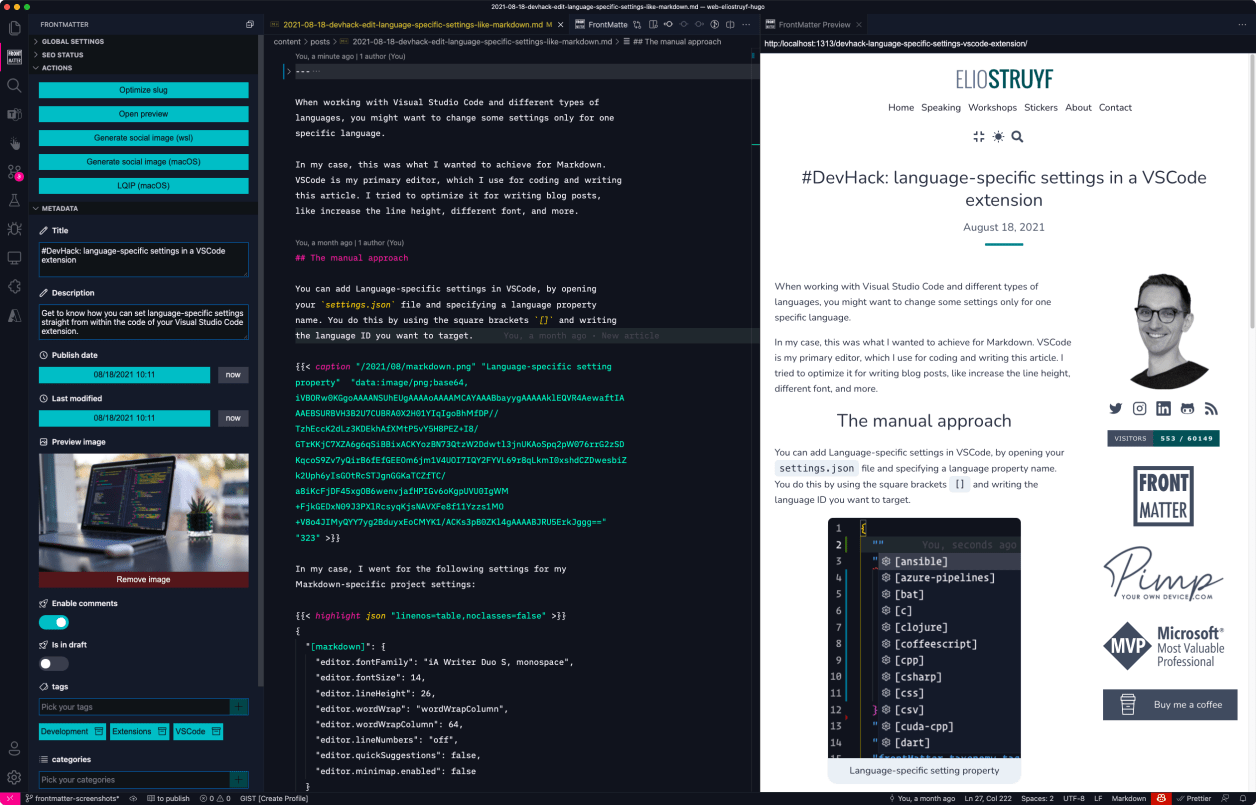 2021-08-18-devhack-edit-language-specific-settings-like-markdown.md — web-eliostruyf-hugo
FRONTMATTER
GLOBAL SETTINGS
SEO STATUS
ACTIONS
Optimize slug
Open preview
Generate social image (wsl)
Generate social image (macOS)
LQIP (macOS)
METADATA
Title
#DevHack: language-specific settings in a VSCode
extension
Description
Get to know how you can set language-specific settings
straight from within the code of your Visual Studio Code
extension.
Publish date
08/18/2021 10:11
now
Last modified
08/18/2021 10:11
now
Preview image
Remove image
Enable comments
Is in draft
tags
Pick your tags
Development
Extensions
VSCode
categories
Pick your categories
2021-08-18-devhack-edit-language-specific-settings-like-markdown.md M
FrontMatte
content > posts > 2021-08-18-devhack-edit-language-specific-settings-like-markdown.md > ## The manual approach
You, a minute ago | 1 author (You)
---
When working with Visual Studio Code and different types of
languages, you might want to change some settings only for one
specific language.
In my case, this was what I wanted to achieve for Markdown.
VSCode is my primary editor, which I use for coding and writing
this article. I tried to optimize it for writing blog posts,
like increase the line height, different font, and more.
You, a month ago | 1 author (You)
## The manual approach
You can add Language-specific settings in VSCode, by opening
your `settings.json` file and specifying a language property
name. You do this by using the square brackets `[]` and writing
the language ID you want to target. You, a month ago • New article
{{< caption "/2021/08/markdown.png" "Language-specific setting
property" "data:image/png;base64,
"323" >}}
In my case, I went for the following settings for my
Markdown-specific project settings:
{{< highlight json "linenos=table,noclasses=false" >}}
{
"[markdown]": {
"editor.fontFamily": "iA Writer Duo S, monospace",
"editor.fontSize": 14,
"editor.lineHeight": 26,
"editor.wordWrap": "wordWrapColumn",
"editor.wordWrapColumn": 64,
"editor.lineNumbers": "off",
"editor.quickSuggestions": false,
"editor.minimap.enabled": false
}
FrontMatter Preview
http://localhost:1313/devhack-language-specific-settings-vscode-extension/
ELIOSTRUYF
Home Speaking Workshops Stickers About Contact
#DevHack: language-specific settings in a VSCode
extension
August 18, 2021
When working with Visual Studio Code and different types of
languages, you might want to change some settings only for one
specific language.
In my case, this was what I wanted to achieve for Markdown. VSCode
is my primary editor, which I use for coding and writing this article. I
tried to optimize it for writing blog posts, like increase the line height,
different font, and more.
The manual approach
You can add Language-specific settings in VSCode, by opening your
settings.json file and specifying a language property name.
You do this by using the square brackets [] and writing the
language ID you want to target.
1 {
2 "" You, seconds ago
3 " [ansible]
4 [azure-pipelines]
5 [bat]
6 [c]
7 [clojure]
8 [coffeescript]
9 [cpp]
10 [csharp]
11 [css]
12 } [csv]
13 " [cuda-cpp]
14 " [dart]
Language-specific setting property
VISITORS 553 / 60149
FRONT
MATTER
Pimp
YOUR OWN DEVICE.COM
MVP
Microsoft®
Most Valuable
Professional
Buy me a coffee
frontmatter-screenshots*
to publish
0
0
GIST [Create Profile]
You, a month ago
Ln 27, Col 222
Spaces: 2
UTF-8
LF
Markdown
Prettier